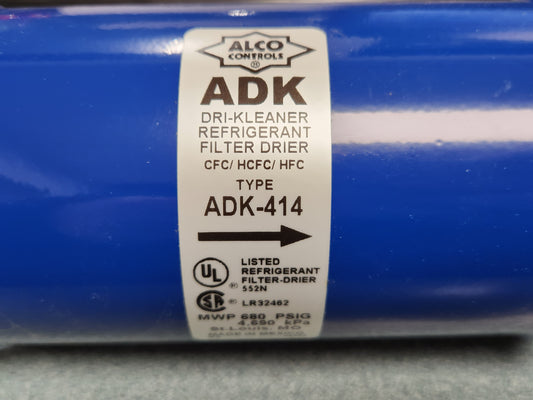 ALCO
CONTROLS
®
ADK
DRI-KLEANER
REFRIGERANT
FILTER DRIER
CFC/ HCFC/ HFC
TYPE
ADK-414
UL ®
LISTED
REFRIGERANT
FILTER-DRIER
552N
SA ® LR32462
MWP 680 PSIG
4,690 kPa
St.Louis, MO
MADE IN MEXICO